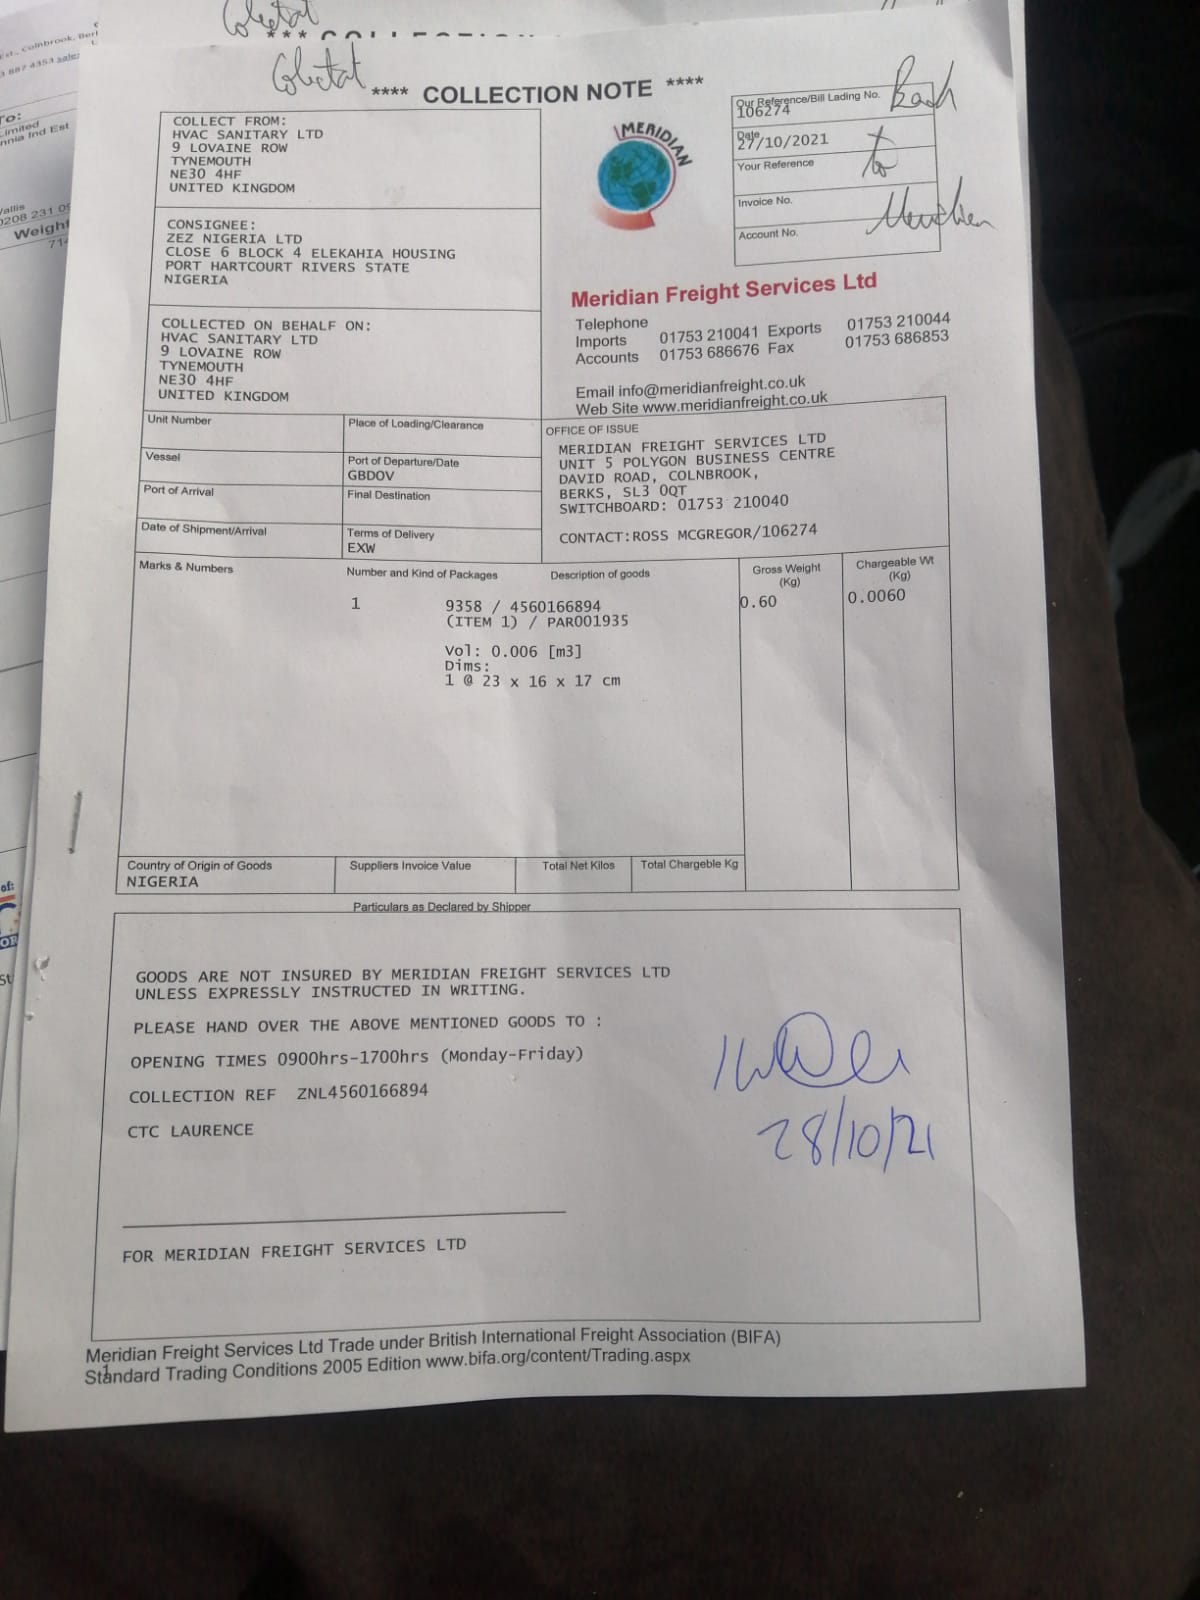 **** COLLECTION NOTE ****
COLLECT FROM:
HVAC SANITARY LTD
9 LOVAINE ROW
TYNEMOUTH
NE30 4HF
UNITED KINGDOM
CONSIGNEE:
ZEZ NIGERIA LTD
CLOSE 6 BLOCK 4 ELEKAHIA HOUSING
PORT HARTCOURT RIVERS STATE
NIGERIA
COLLECTED ON BEHALF ON:
HVAC SANITARY LTD
9 LOVAINE ROW
TYNEMOUTH
NE30 4HF
UNITED KINGDOM
MERIDIAN
Our Reference/Bill Lading No.
106274
Date
27/10/2021
Your Reference
Invoice No.
Account No.
Back
to
Meridian
Meridian Freight Services Ltd
Telephone
Imports 01753 210041 Exports 01753 210044
Accounts 01753 686676 Fax 01753 686853
Email info@meridianfreight.co.uk
Web Site www.meridianfreight.co.uk
Unit Number
Place of Loading/Clearance
Vessel
Port of Departure/Date
GBDOV
Port of Arrival
Final Destination
Date of Shipment/Arrival
Terms of Delivery
EXW
OFFICE OF ISSUE
MERIDIAN FREIGHT SERVICES LTD
UNIT 5 POLYGON BUSINESS CENTRE
DAVID ROAD, COLNBROOK,
BERKS, SL3 0QT
SWITCHBOARD: 01753 210040
CONTACT:ROSS MCGREGOR/106274
Marks & Numbers
Number and Kind of Packages
Description of goods
Gross Weight
(Kg)
Chargeable Wt
(Kg)
1 9358 / 4560166894 0.60 0.0060
(ITEM 1) / PAR001935
Vol: 0.006 [m3]
Dims:
1 @ 23 x 16 x 17 cm
Country of Origin of Goods
NIGERIA
Suppliers Invoice Value
Total Net Kilos
Total Chargeble Kg
Particulars as Declared by Shipper
GOODS ARE NOT INSURED BY MERIDIAN FREIGHT SERVICES LTD
UNLESS EXPRESSLY INSTRUCTED IN WRITING.
PLEASE HAND OVER THE ABOVE MENTIONED GOODS TO :
OPENING TIMES 0900hrs-1700hrs (Monday-Friday)
COLLECTION REF ZNL4560166894
CTC LAURENCE
28/10/21
FOR MERIDIAN FREIGHT SERVICES LTD
Meridian Freight Services Ltd Trade under British International Freight Association (BIFA)
Standard Trading Conditions 2005 Edition www.bifa.org/content/Trading.aspx
1